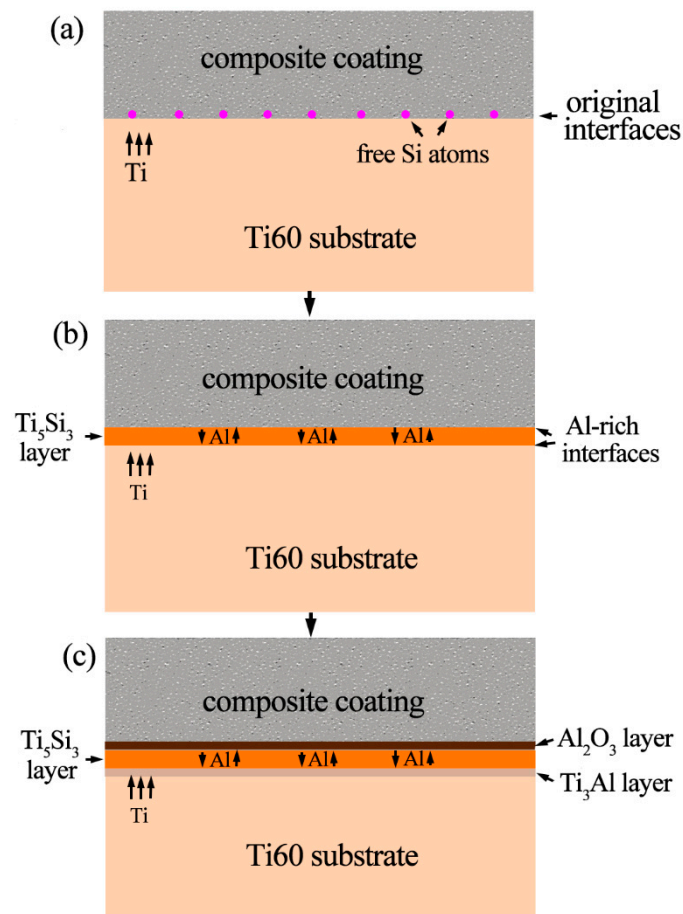 (a)
composite coating
original
interfaces
free Si atoms
Ti
Ti60 substrate
(b)
composite coating
Ti₅Si₃
layer
Al
Al
Al
Al-rich
interfaces
Ti
Ti60 substrate
(c)
composite coating
Al₂O₃ layer
Ti₅Si₃
layer
Al
Al
Al
Ti₃Al layer
Ti
Ti60 substrate